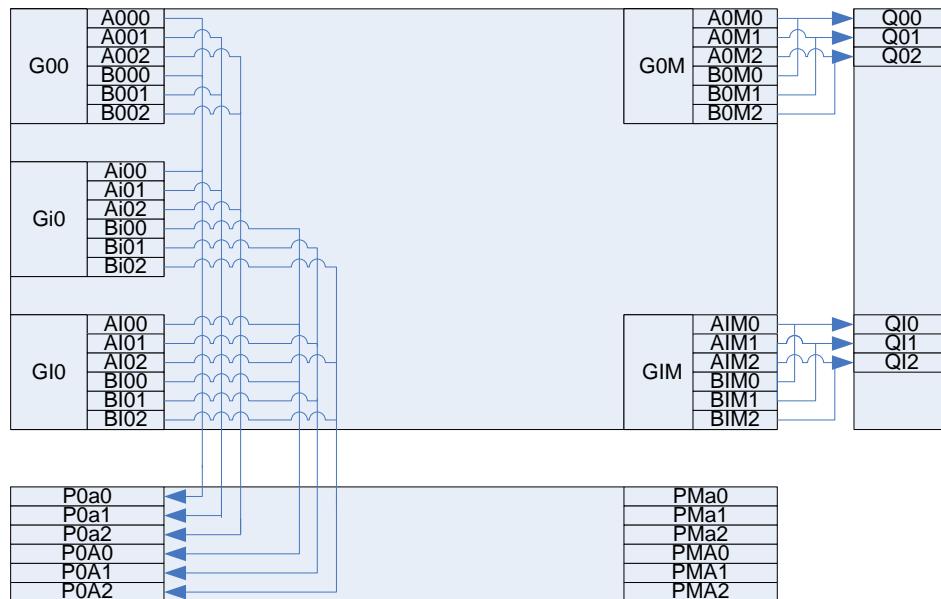 A000
A001
A002
G00
B000
B001
B002
A0M0
A0M1
A0M2
G0M
B0M0
B0M1
B0M2
Q00
Q01
Q02
Ai00
Ai01
Ai02
Gi0
Bi00
Bi01
Bi02
AI00
AI01
AI02
GI0
BI00
BI01
BI02
AIM0
AIM1
AIM2
GIM
BIM0
BIM1
BIM2
QI0
QI1
QI2
P0a0
P0a1
P0a2
P0A0
P0A1
P0A2
PMa0
PMa1
PMa2
PMA0
PMA1
PMA2